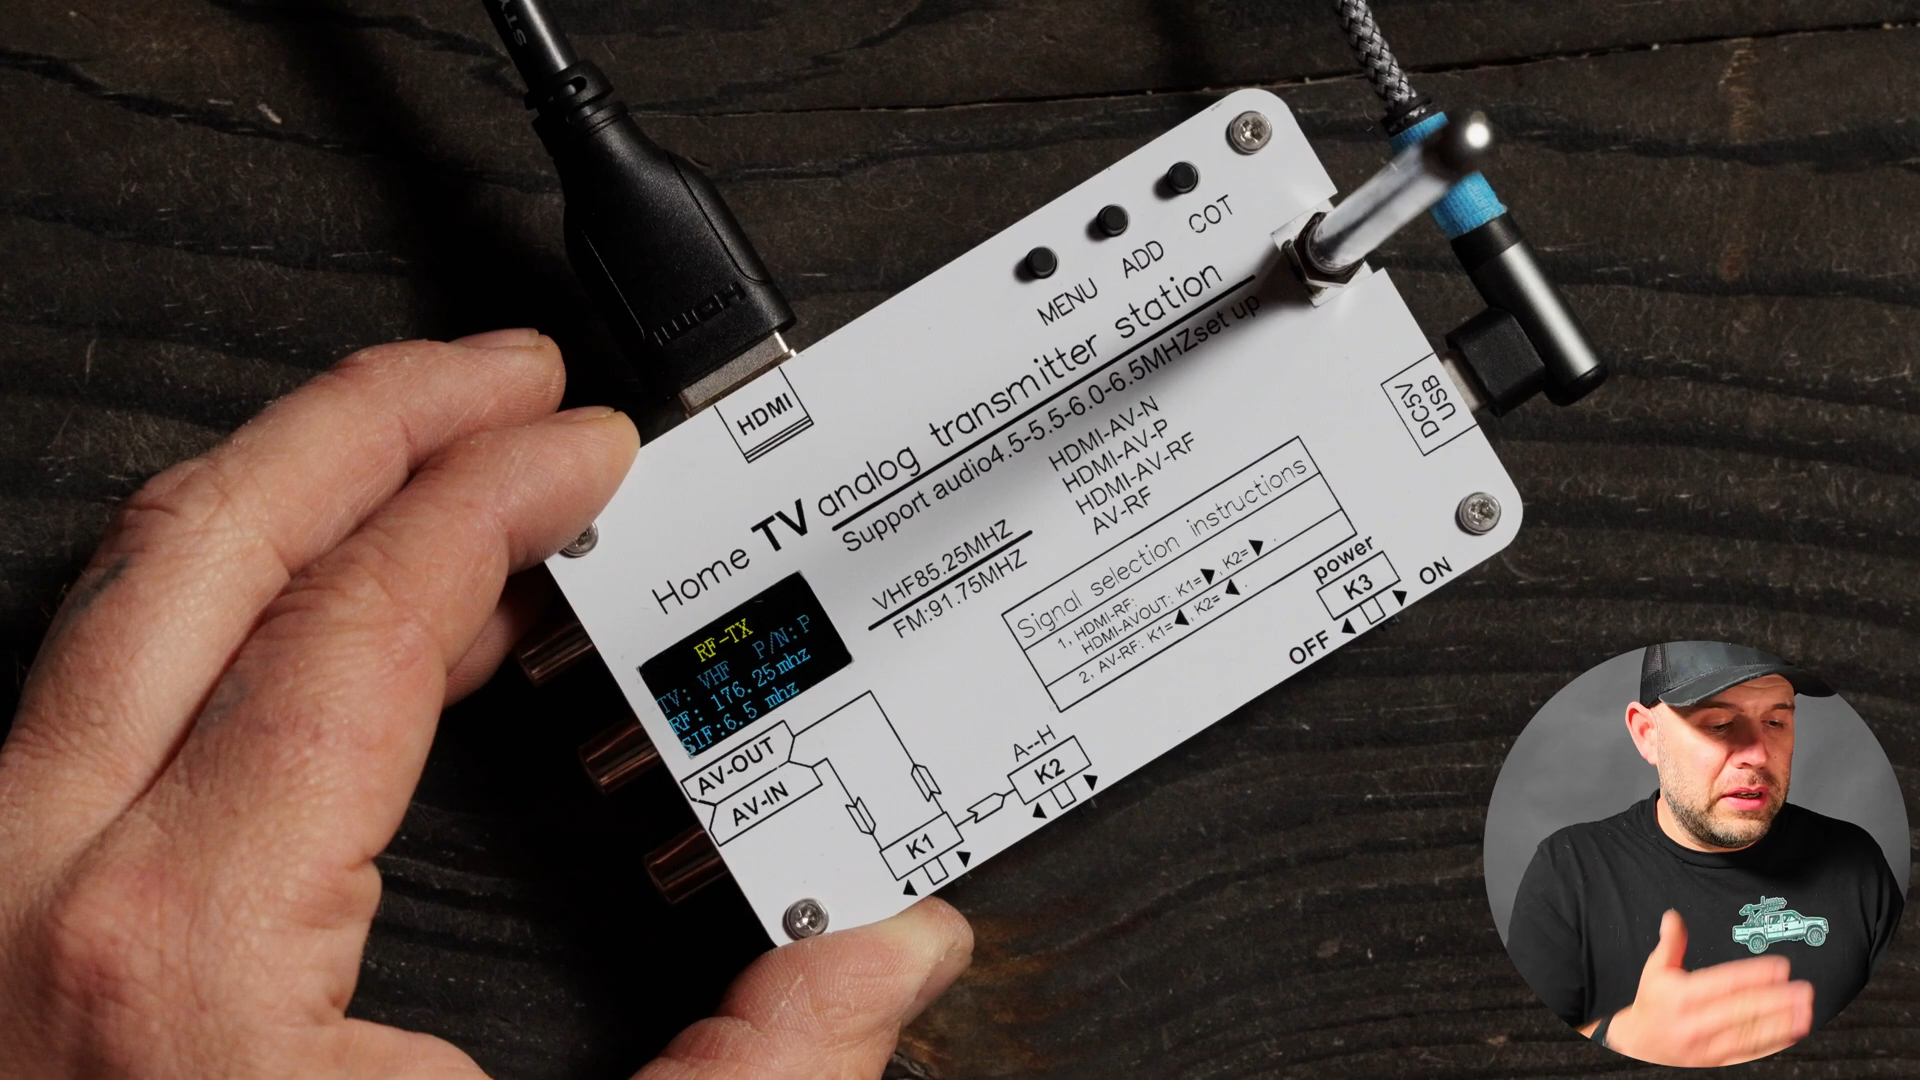 STY
HDMI
MENU
ADD
COT
HDMI
DC5V
USB
Home TV analog transmitter station
Support audio4.5-5.5-6.0-6.5MHZset up
VHF85.25MHZ
FM:91.75MHZ
HDMI-AV-N
HDMI-AV-P
HDMI-AV-RF
AV-RF
Signal selection instructions
1, HDMI-RF:
HDMI-AVOUT: K1=▶, K2=▶.
2, AV-RF: K1=◀, K2=◀.
power
K3
OFF ◀ ▶ ON
RF-TX
TV: VHF P/N:P
RF: 176.25mhz
SIF:6.5 mhz
AV-OUT
AV-IN
K1
◀ ▶
A--H
K2
◀ ▶